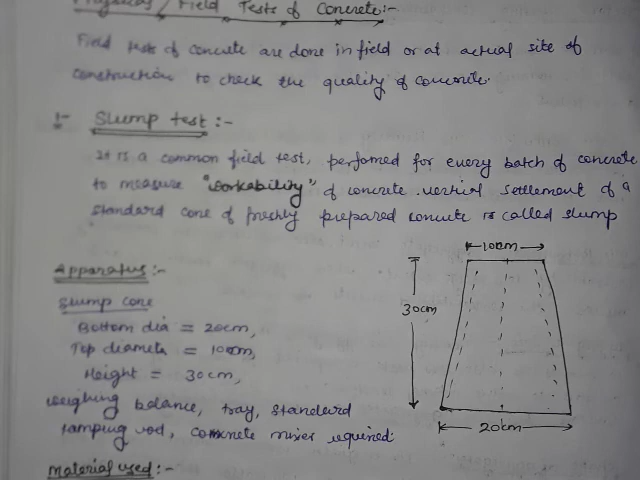 Physical / Field Tests of Concrete:-
Field tests of concrete are done in field or at actual site of
construction to check the quality of concrete.
1- Slump test:-
It is a common field test, perfomed for every batch of concrete
to measure "workability" of concrete. vertical settlement of a
standard cone of freshly prepared concrete is called slump
10cm
Apparatus:-
Slump cone
30cm
Bottom dia = 20cm,
Top diameter = 10cm,
Height = 30cm,
weighing balance, tray, standard
tamping rod, concrete mixer required.
20cm
Material used:-